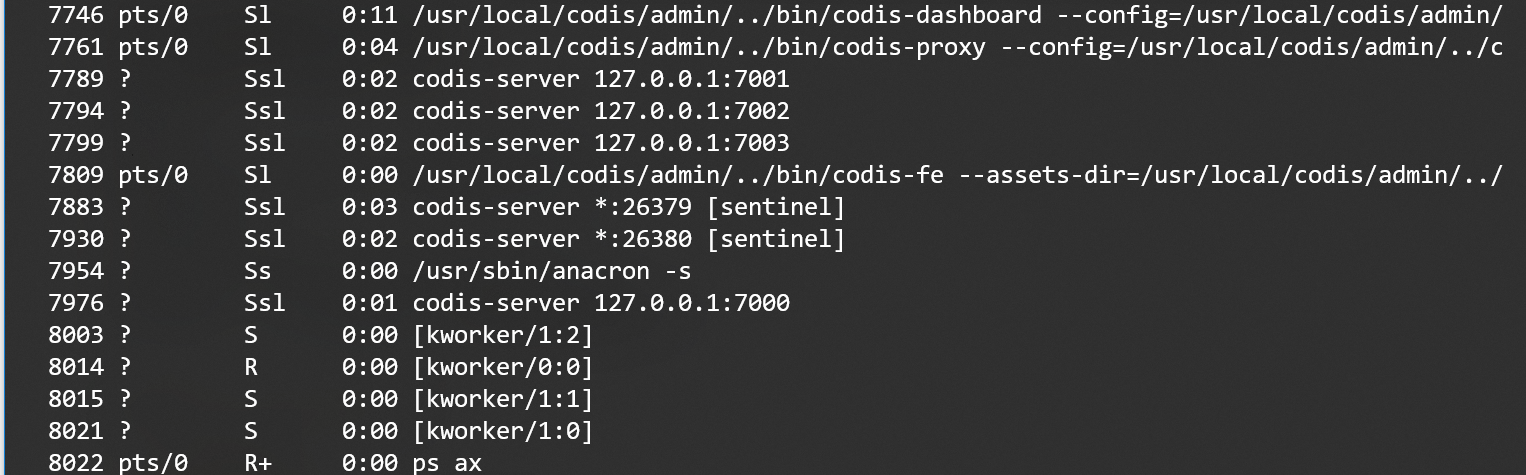 7746 pts/0    Sl     0:11 /usr/local/codis/admin/../bin/codis-dashboard --config=/usr/local/codis/admin/
7761 pts/0    Sl     0:04 /usr/local/codis/admin/../bin/codis-proxy --config=/usr/local/codis/admin/../c
7789 ?        Ssl    0:02 codis-server 127.0.0.1:7001
7794 ?        Ssl    0:02 codis-server 127.0.0.1:7002
7799 ?        Ssl    0:02 codis-server 127.0.0.1:7003
7809 pts/0    Sl     0:00 /usr/local/codis/admin/../bin/codis-fe --assets-dir=/usr/local/codis/admin/../
7883 ?        Ssl    0:03 codis-server *:26379 [sentinel]
7930 ?        Ssl    0:02 codis-server *:26380 [sentinel]
7954 ?        Ss     0:00 /usr/sbin/anacron -s
7976 ?        Ssl    0:01 codis-server 127.0.0.1:7000
8003 ?        S      0:00 [kworker/1:2]
8014 ?        R      0:00 [kworker/0:0]
8015 ?        S      0:00 [kworker/1:1]
8021 ?        S      0:00 [kworker/1:0]
8022 pts/0    R+     0:00 ps ax